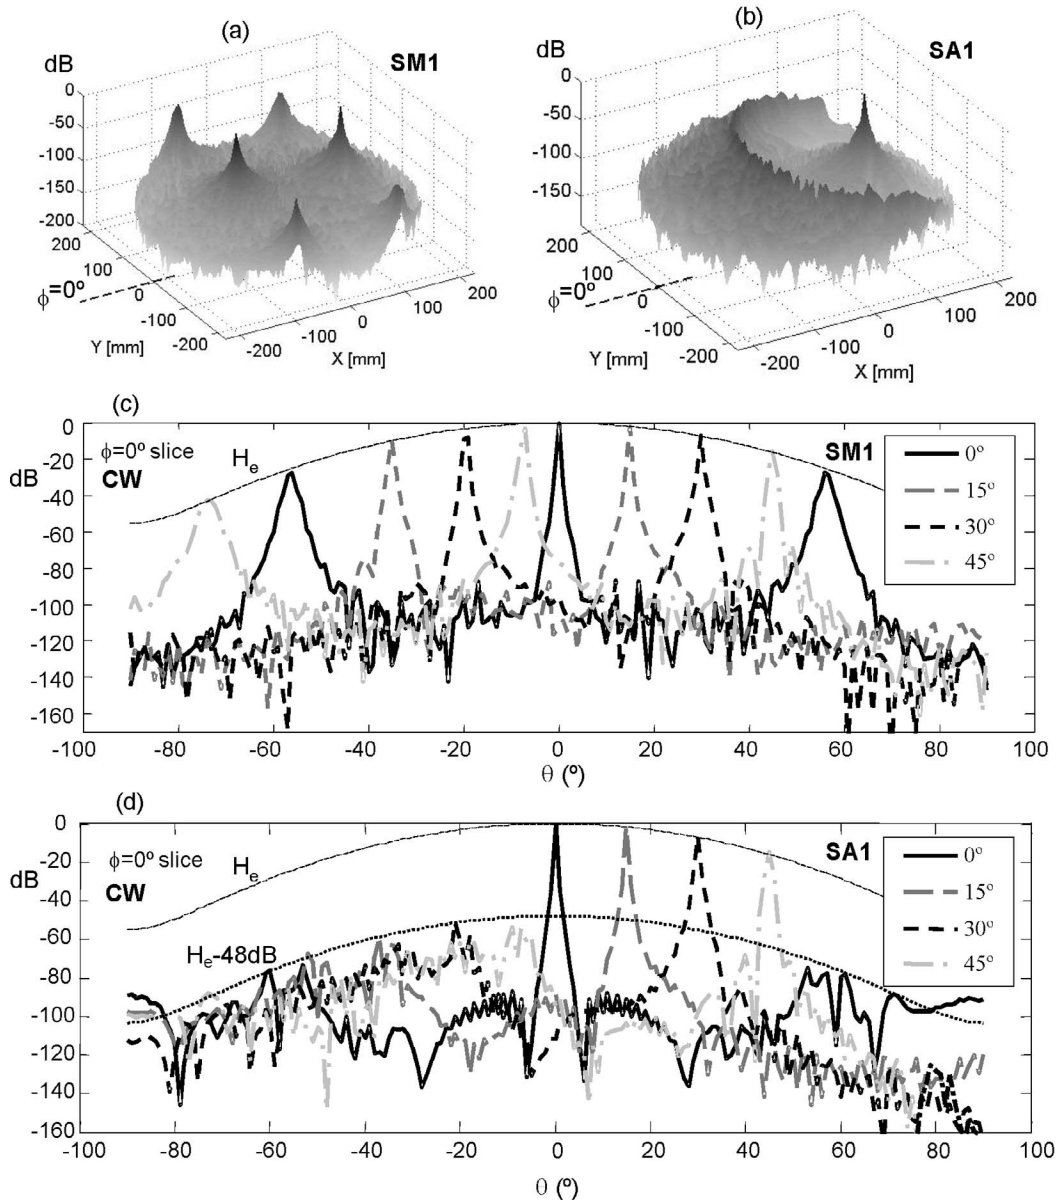 (a)
SM1
dB
0
-50
-100
-150
-200
200
100
0
-100
-200
Y [mm]
-200
-100
0
100
200
X [mm]
ϕ=0º
(b)
SA1
dB
0
-50
-100
-150
200
100
0
-100
-200
Y [mm]
-200
-100
0
100
200
X [mm]
ϕ=0º
(c)
ϕ=0º slice
CW
He
SM1
0º
15º
30º
45º
dB
0
-20
-40
-60
-80
-100
-120
-140
-160
-100 -80 -60 -40 -20 0 20 40 60 80 100
θ (º)
(d)
ϕ=0º slice
CW
He
He-48dB
SA1
0º
15º
30º
45º
dB
0
-20
-40
-60
-80
-100
-120
-140
-160
-100 -80 -60 -40 -20 0 20 40 60 80 100
θ (º)